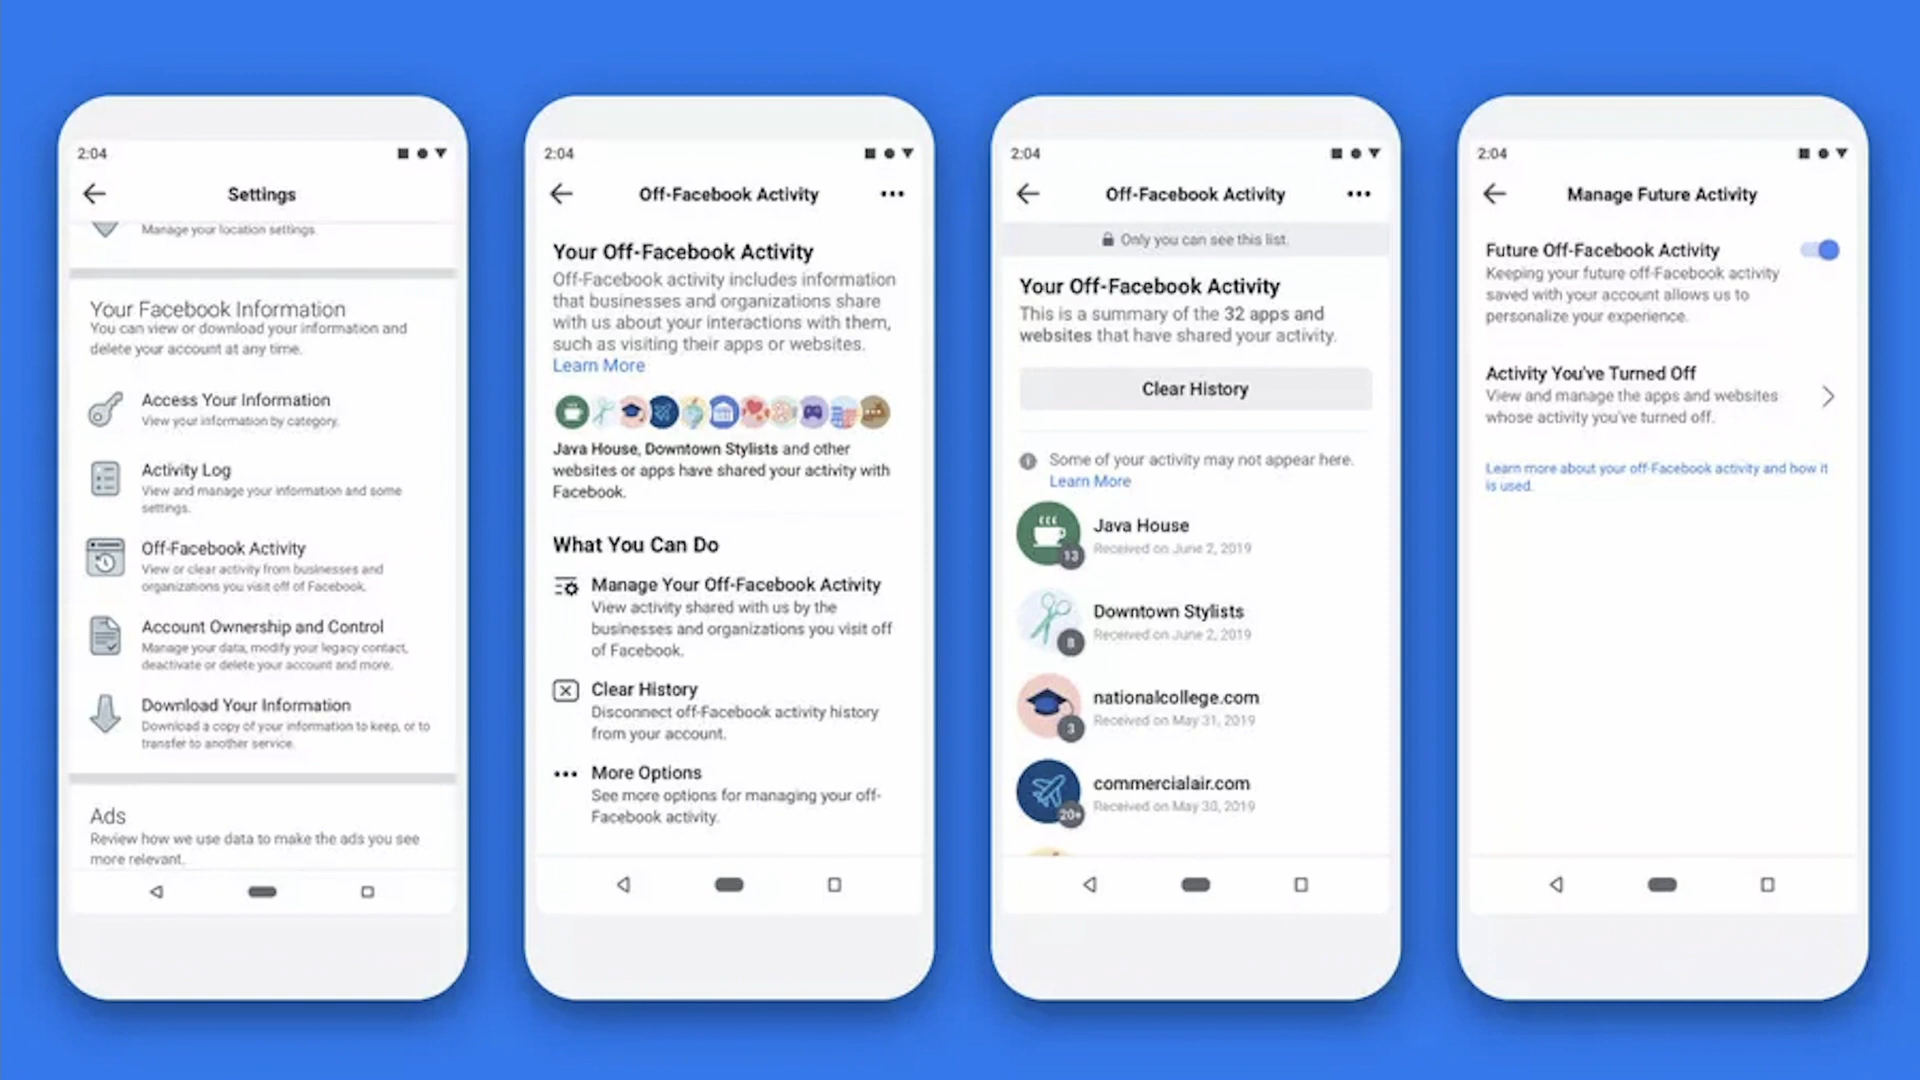 2:04
Settings
Manage your location settings.
Your Facebook Information
You can view or download your information and
delete your account at any time.
Access Your Information
View your information by category.
Activity Log
View and manage your information and some
settings.
Off-Facebook Activity
View or clear activity from businesses and
organizations you visit off of Facebook.
Account Ownership and Control
Manage your data, modify your legacy contact,
deactivate or delete your account and more.
Download Your Information
Download a copy of your information to keep, or to
transfer to another service.
Ads
Review how we use data to make the ads you see
more relevant.
2:04
Off-Facebook Activity
Your Off-Facebook Activity
Off-Facebook activity includes information
that businesses and organizations share
with us about your interactions with them,
such as visiting their apps or websites.
Learn More
Java House, Downtown Stylists and other
websites or apps have shared your activity with
Facebook.
What You Can Do
Manage Your Off-Facebook Activity
View activity shared with us by the
businesses and organizations you visit off
of Facebook.
Clear History
Disconnect off-Facebook activity history
from your account.
More Options
See more options for managing your off-
Facebook activity.
2:04
Off-Facebook Activity
Only you can see this list.
Your Off-Facebook Activity
This is a summary of the 32 apps and
websites that have shared your activity.
Clear History
Some of your activity may not appear here.
Learn More
Java House
13
Received on June 2, 2019
Downtown Stylists
8
Received on June 2, 2019
nationalcollege.com
3
Received on May 31, 2019
commercialair.com
20+
Received on May 30, 2019
2:04
Manage Future Activity
Future Off-Facebook Activity
Keeping your future off-Facebook activity
saved with your account allows us to
personalize your experience.
Activity You've Turned Off
View and manage the apps and websites
whose activity you've turned off.
Learn more about your off-Facebook activity and how it
is used.